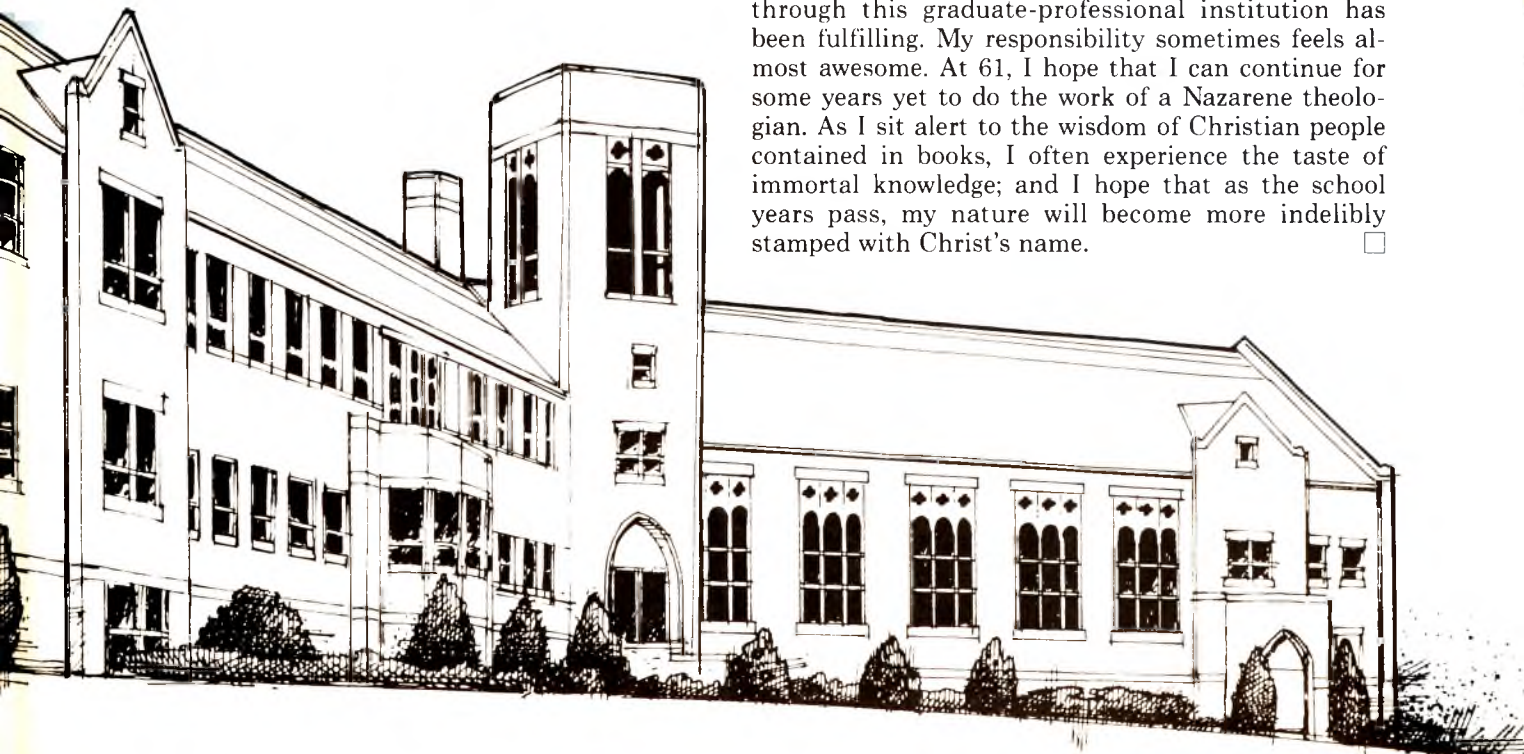 through this graduate-professional institution has
been fulfilling. My responsibility sometimes feels al-
most awesome. At 61, I hope that I can continue for
some years yet to do the work of a Nazarene theolo-
gian. As I sit alert to the wisdom of Christian people
contained in books, I often experience the taste of
immortal knowledge; and I hope that as the school
years pass, my nature will become more indelibly
stamped with Christ's name. □